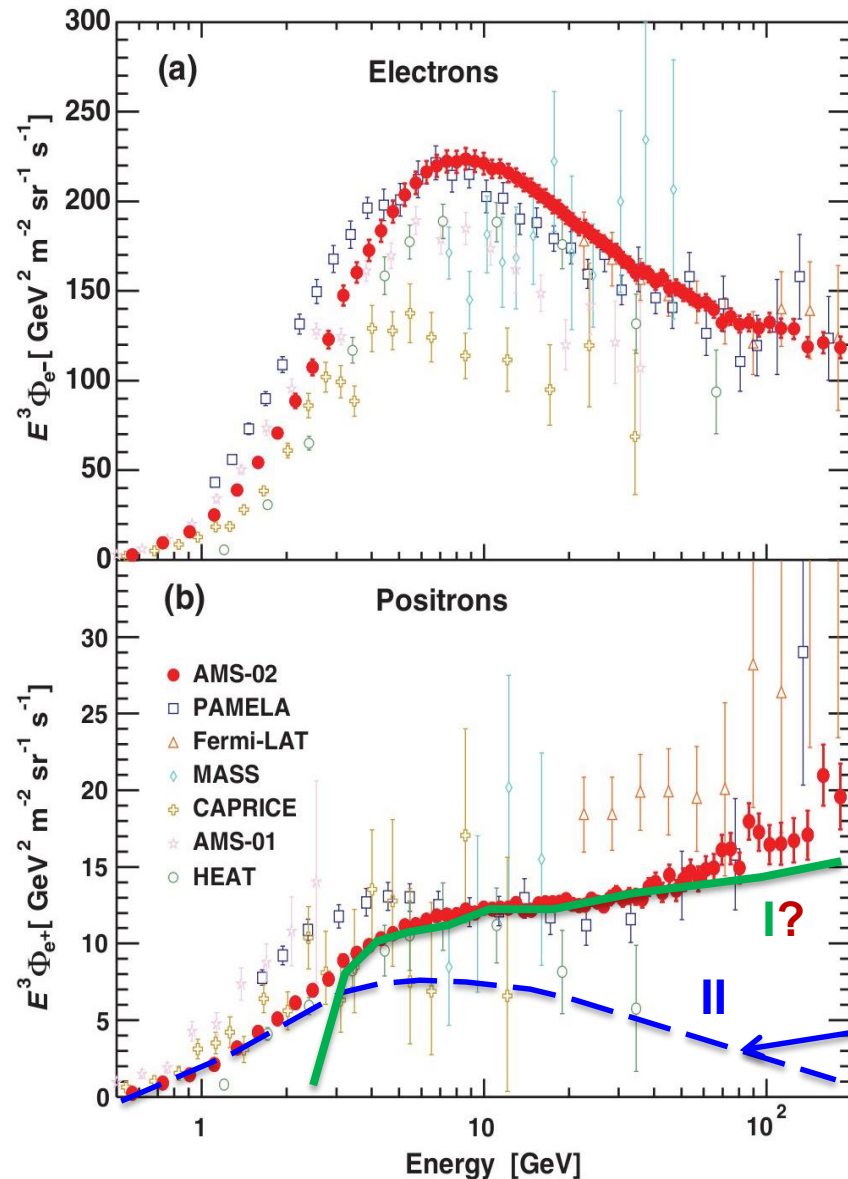 300
(a)
Electrons
250
200
150
100
50
0
E³Φe-[ GeV² m⁻² sr⁻¹ s⁻¹]
(b)
Positrons
30
AMS-02
PAMELA
25
Fermi-LAT
MASS
20
CAPRICE
AMS-01
HEAT
15
I?
10
II
5
0
E³Φe+[ GeV² m⁻² sr⁻¹ s⁻¹]
1
10
10²
Energy [GeV]